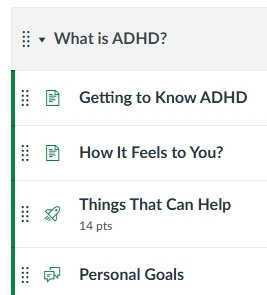 What is ADHD?
Getting to Know ADHD
How It Feels to You?
Things That Can Help
14 pts
Personal Goals